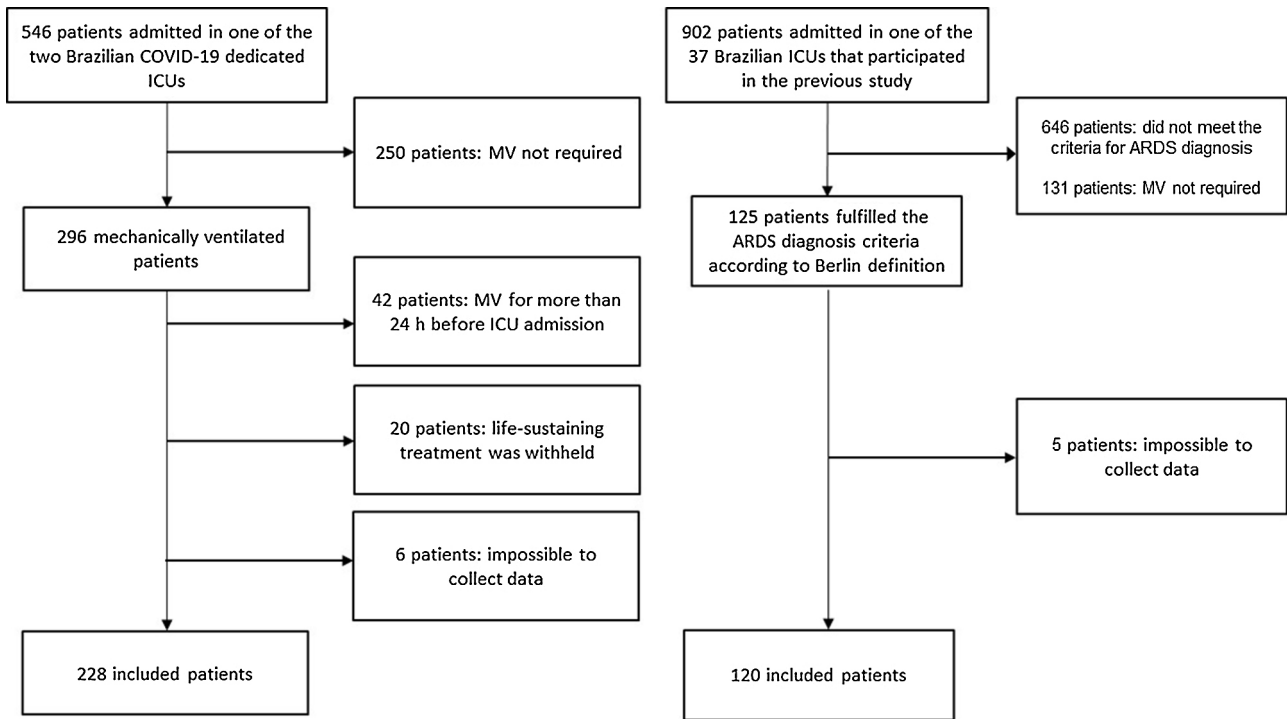 546 patients admitted in one of the
two Brazilian COVID-19 dedicated
ICUs
250 patients: MV not required
296 mechanically ventilated
patients
42 patients: MV for more than
24 h before ICU admission
20 patients: life-sustaining
treatment was withheld
6 patients: impossible to
collect data
228 included patients
902 patients admitted in one of the
37 Brazilian ICUs that participated
in the previous study
646 patients: did not meet the
criteria for ARDS diagnosis
131 patients: MV not required
125 patients fulfilled the
ARDS diagnosis criteria
according to Berlin definition
5 patients: impossible to
collect data
120 included patients